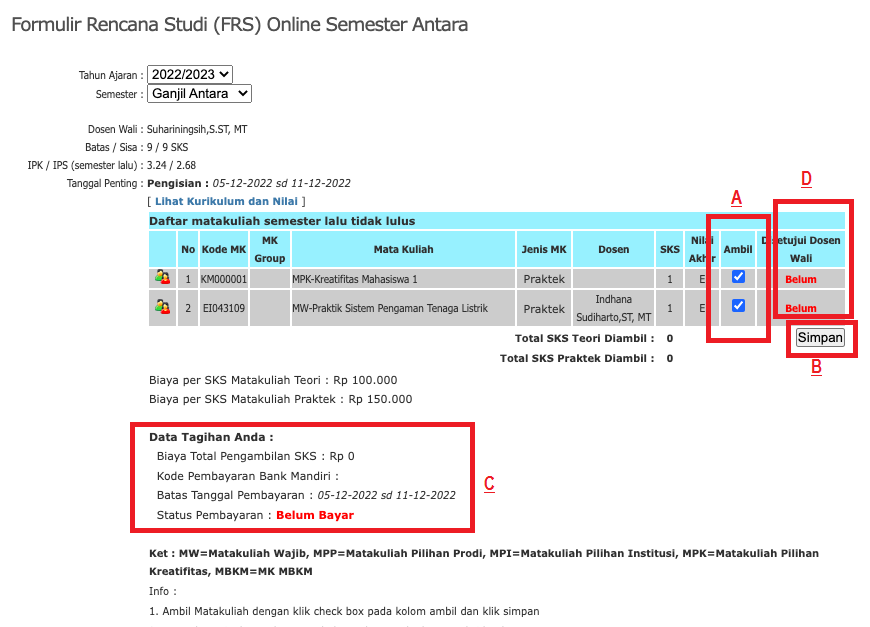 Formulir Rencana Studi (FRS) Online Semester Antara
Tahun Ajaran : 2022/2023
Semester : Ganjil Antara
Dosen Wali : Suhariningsih,S.ST, MT
Batas / Sisa : 9 / 9 SKS
IPK / IPS (semester lalu) : 3.24 / 2.68
Tanggal Penting : Pengisian : 05-12-2022 sd 11-12-2022
[ Lihat Kurikulum dan Nilai ]
A
D
Daftar matakuliah semester lalu tidak lulus
No Kode MK MK Group Mata Kuliah Jenis MK Dosen SKS Nilai Akhir Ambil Disetujui Dosen Wali
1 KM000001 MPK-Kreatifitas Mahasiswa 1 Praktek 1 E Belum
2 EI043109 MW-Praktik Sistem Pengaman Tenaga Listrik Praktek Indhana Sudiharto,ST, MT 1 E Belum
Total SKS Teori Diambil : 0
Simpan
Total SKS Praktek Diambil : 0
B
Biaya per SKS Matakuliah Teori : Rp 100.000
Biaya per SKS Matakuliah Praktek : Rp 150.000
Data Tagihan Anda :
Biaya Total Pengambilan SKS : Rp 0
Kode Pembayaran Bank Mandiri :
C
Batas Tanggal Pembayaran : 05-12-2022 sd 11-12-2022
Status Pembayaran : Belum Bayar
Ket : MW=Matakuliah Wajib, MPP=Matakuliah Pilihan Prodi, MPI=Matakuliah Pilihan Institusi, MPK=Matakuliah Pilihan
Kreatifitas, MBKM=MK MBKM
Info :
1. Ambil Matakuliah dengan klik check box pada kolom ambil dan klik simpan